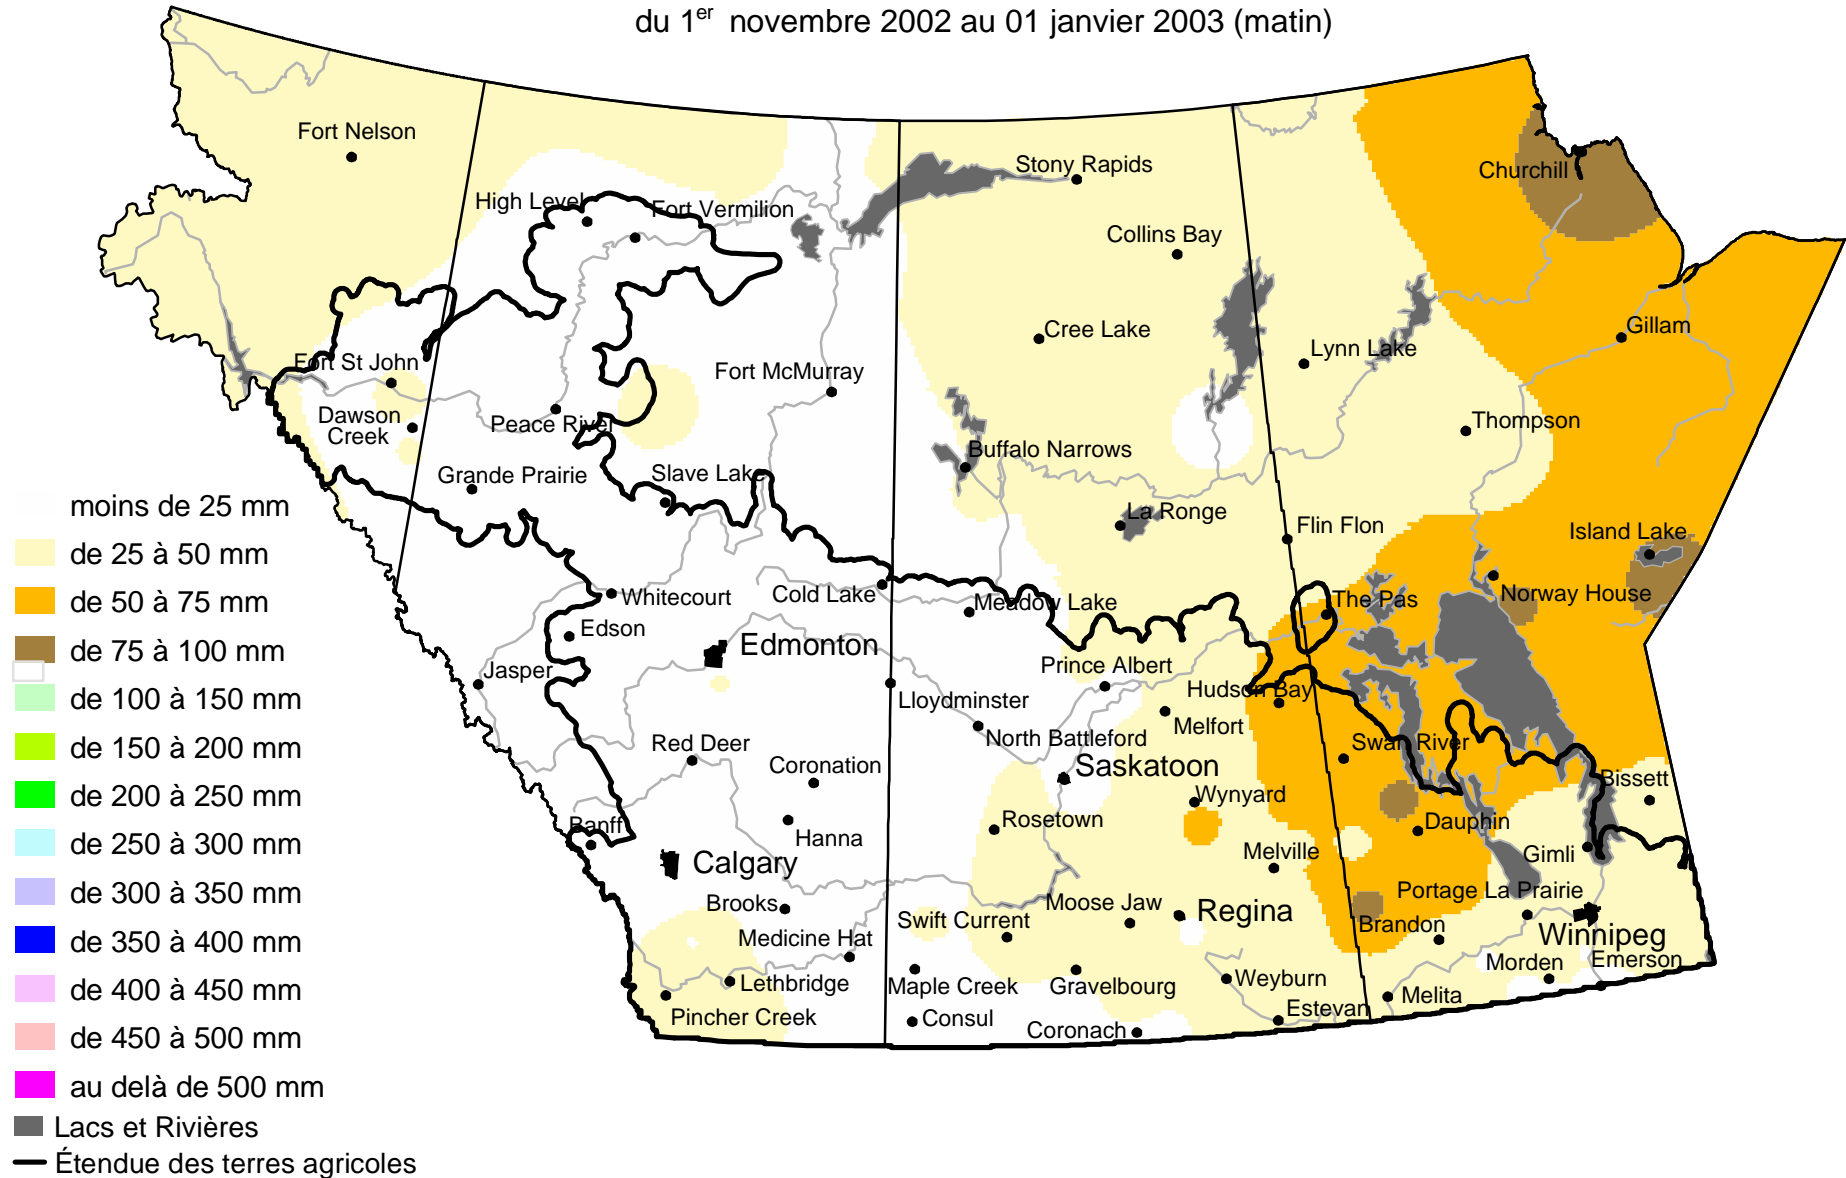 du 1er novembre 2002 au 01 janvier 2003 (matin)
Fort Nelson
Stony Rapids
Churchill
High Level
Fort Vermilion
Collins Bay
Cree Lake
Gillam
Lynn Lake
Fort St John
Fort McMurray
Dawson
Creek
Peace River
Thompson
Buffalo Narrows
Grande Prairie
Slave Lake
La Ronge
Flin Flon
Island Lake
Whitecourt
Cold Lake
Meadow Lake
The Pas
Norway House
Edson
Edmonton
Jasper
Prince Albert
Hudson Bay
Lloydminster
Melfort
North Battleford
Red Deer
Swan River
Coronation
Saskatoon
Bissett
Wynyard
Banff
Hanna
Rosetown
Dauphin
Calgary
Melville
Gimli
Portage La Prairie
Brooks
Moose Jaw
Regina
Swift Current
Brandon
Medicine Hat
Winnipeg
Emerson
Morden
Lethbridge
Maple Creek
Gravelbourg
Weyburn
Melita
Pincher Creek
Consul
Coronach
Estevan
moins de 25 mm
de 25 à 50 mm
de 50 à 75 mm
de 75 à 100 mm
de 100 à 150 mm
de 150 à 200 mm
de 200 à 250 mm
de 250 à 300 mm
de 300 à 350 mm
de 350 à 400 mm
de 400 à 450 mm
de 450 à 500 mm
au delà de 500 mm
Lacs et Rivières
Étendue des terres agricoles